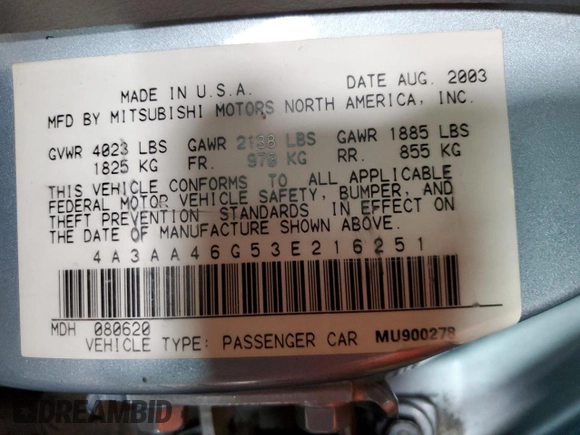 MADE IN U.S.A. DATE AUG. 2003
MFD BY MITSUBISHI MOTORS NORTH AMERICA, INC.
GVWR 4023 LBS GAWR LBS GAWR 1885 LBS
1825 KG FR. KG RR. 855 KG
THIS VEHICLE CONFORMS TO ALL APPLICABLE
FEDERAL MOTOR VEHICLE SAFETY, BUMPER, AND
THEFT PREVENTION STANDARDS IN EFFECT ON
THE DATE OF MANUFACTURE SHOWN ABOVE.
4A3AA46G53E216251
MDH 080620
VEHICLE TYPE: PASSENGER CAR MU900278
DREAMBID